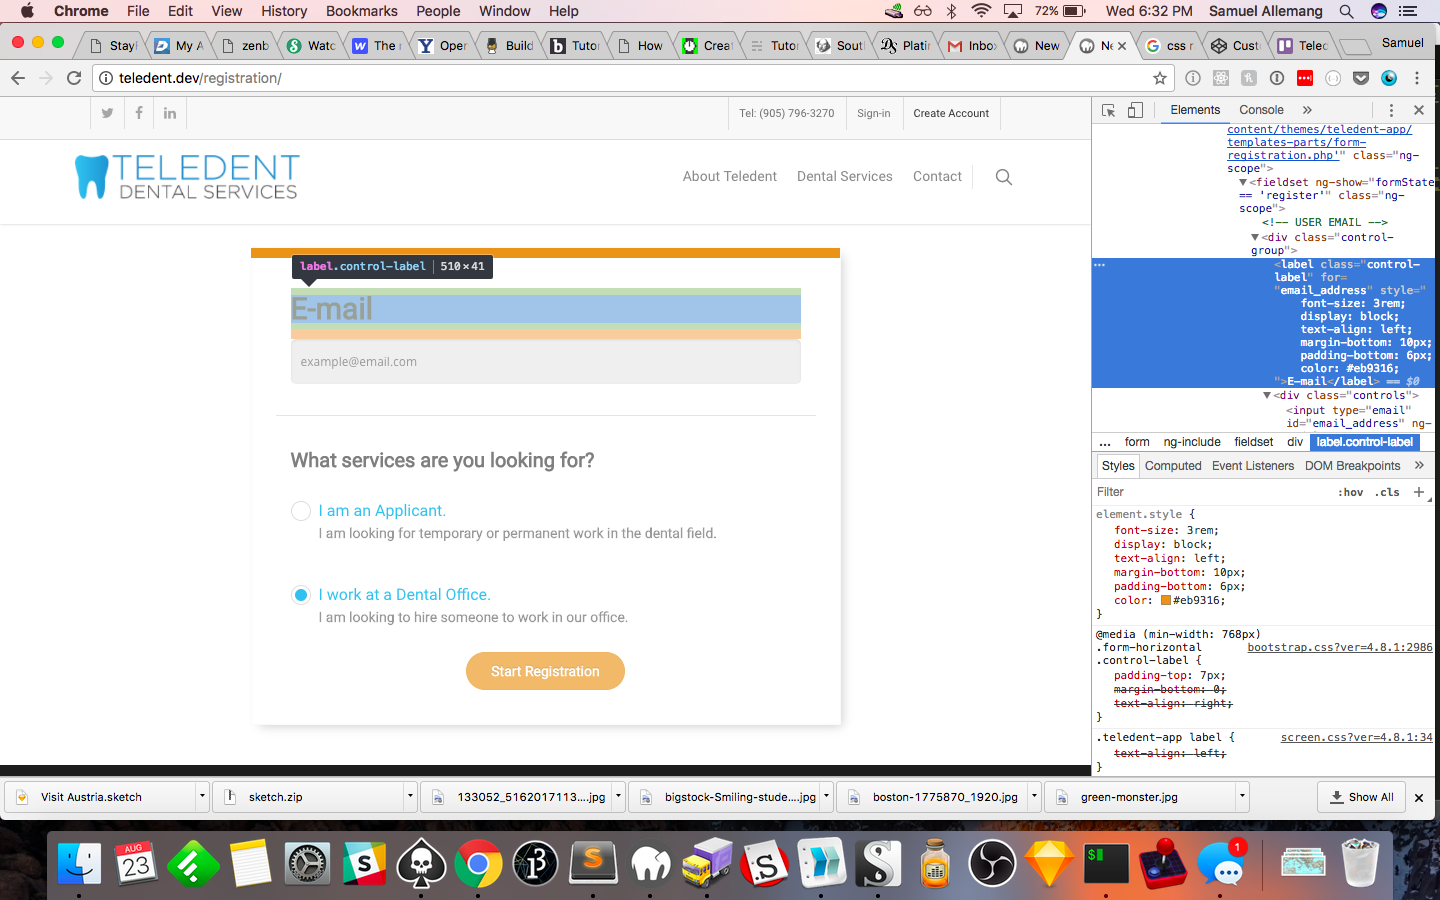 Chrome File Edit View History Bookmarks People Window Help 72% Wed 6:32 PM Samuel Allemang
Stayi My A zenb Watc The r Oper Build Tutor How Creat Tutor Sout Platir Inbo New Ne css r Cust Telec Samuel
teledent.dev/registration/
Tel: (905) 796-3270 Sign-in Create Account
TELEDENT
DENTAL SERVICES
About Teledent Dental Services Contact
label.control-label 510×41
E-mail
example@email.com
What services are you looking for?
I am an Applicant.
I am looking for temporary or permanent work in the dental field.
I work at a Dental Office.
I am looking to hire someone to work in our office.
Start Registration
Elements Console »
content/themes/teledent-app/
templates-parts/form-
registration.php'" class="ng-
scope">
▼<fieldset ng-show="formState
== 'register'" class="ng-
scope">
<!-- USER EMAIL -->
▼<div class="control-
group">
<label class="control-
label" for=
"email_address" style="
font-size: 3rem;
display: block;
text-align: left;
margin-bottom: 10px;
padding-bottom: 6px;
color: #eb9316;
">E-mail</label> == $0
▼<div class="controls">
<input type="email"
id="email_address" ng-
... form ng-include fieldset div label.control-label
Styles Computed Event Listeners DOM Breakpoints »
Filter :hov .cls +
element.style {
font-size: 3rem;
display: block;
text-align: left;
margin-bottom: 10px;
padding-bottom: 6px;
color: #eb9316;
}
@media (min-width: 768px)
.form-horizontal bootstrap.css?ver=4.8.1:2986
.control-label {
padding-top: 7px;
margin-bottom: 0;
text-align: right;
}
.teledent-app label { screen.css?ver=4.8.1:34
text-align: left;
}
Visit Austria.sketch sketch.zip 133052_5162017113....jpg bigstock-Smiling-stude....jpg boston-1775870_1920.jpg green-monster.jpg Show All
AUG
23
1